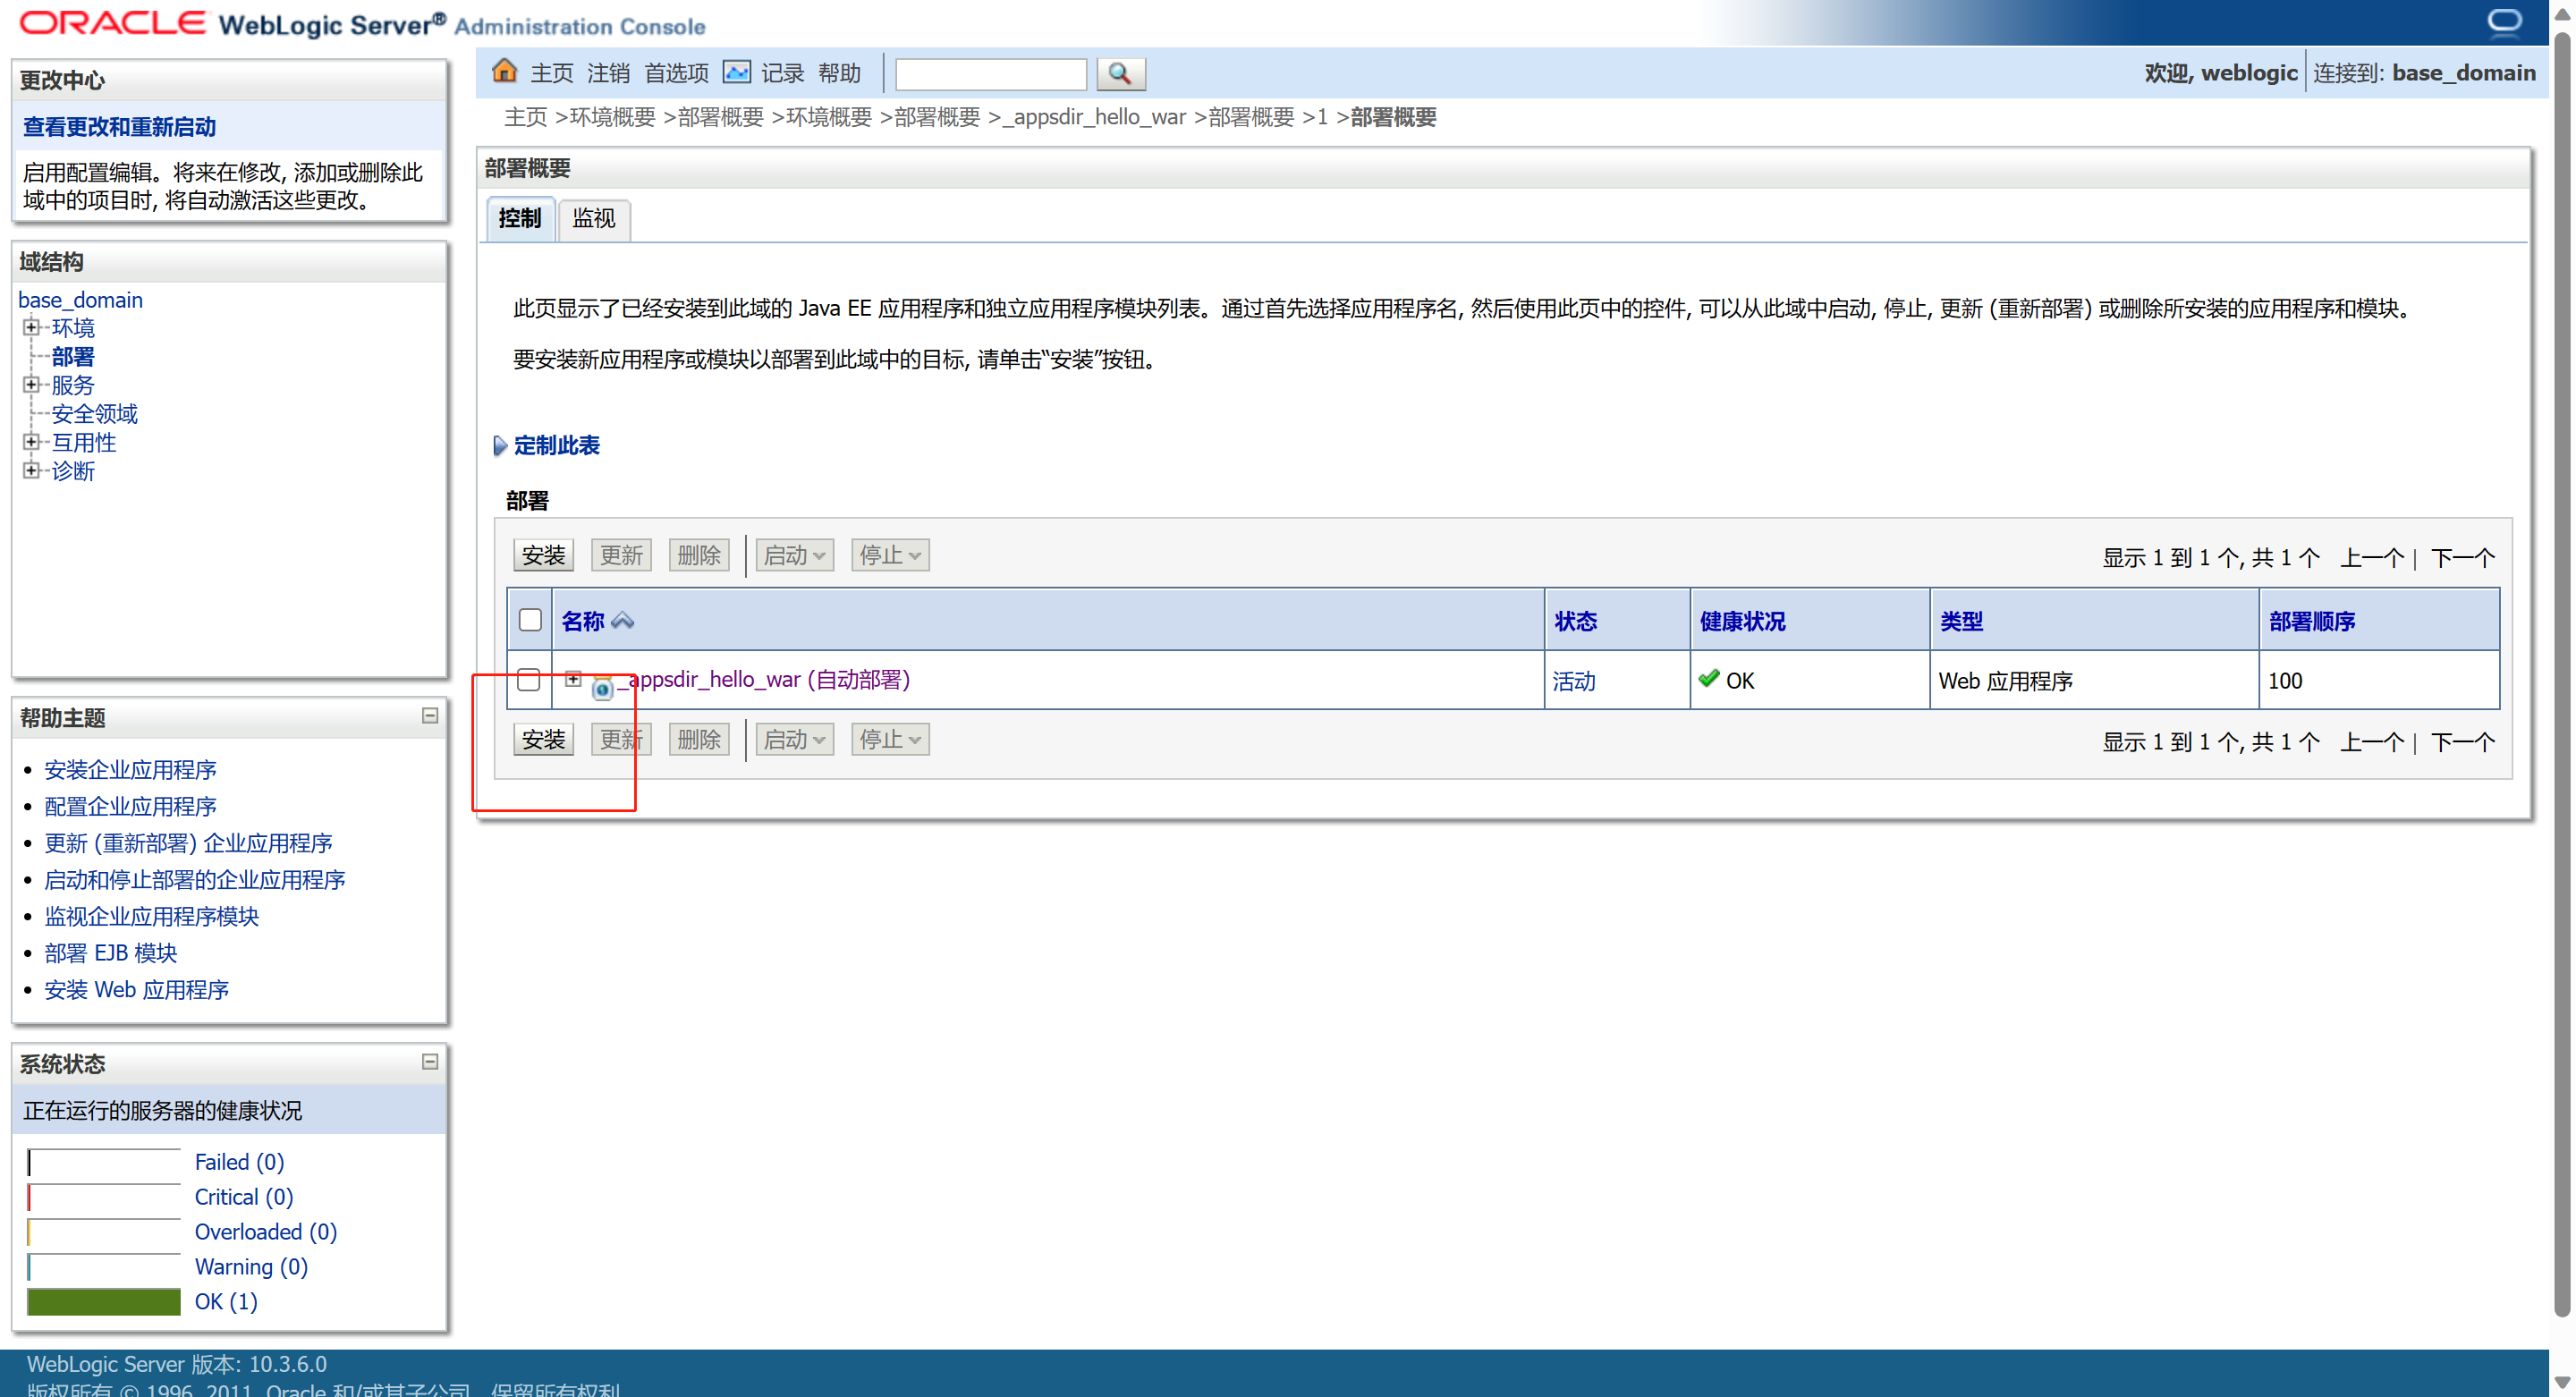 ORACLE WebLogic Server® Administration Console
更改中心
查看更改和重新启动
启用配置编辑。将来在修改, 添加或删除此
域中的项目时, 将自动激活这些更改。
域结构
base_domain
环境
部署
服务
安全领域
互用性
诊断
帮助主题
安装企业应用程序
配置企业应用程序
更新 (重新部署) 企业应用程序
启动和停止部署的企业应用程序
监视企业应用程序模块
部署 EJB 模块
安装 Web 应用程序
系统状态
正在运行的服务器的健康状况
Failed (0)
Critical (0)
Overloaded (0)
Warning (0)
OK (1)
主页 注销 首选项 记录 帮助
欢迎, weblogic 连接到: base_domain
主页 >环境概要 >部署概要 >环境概要 >部署概要 >_appsdir_hello_war >部署概要 >1 >部署概要
部署概要
控制 监视
此页显示了已经安装到此域的 Java EE 应用程序和独立应用程序模块列表。通过首先选择应用程序名, 然后使用此页中的控件, 可以从此域中启动, 停止, 更新 (重新部署) 或删除所安装的应用程序和模块。
要安装新应用程序或模块以部署到此域中的目标, 请单击“安装”按钮。
定制此表
部署
安装 更新 删除 启动 停止 显示 1 到 1 个, 共 1 个 上一个 | 下一个
名称 状态 健康状况 类型 部署顺序
_appsdir_hello_war (自动部署) 活动 OK Web 应用程序 100
安装 更新 删除 启动 停止 显示 1 到 1 个, 共 1 个 上一个 | 下一个
WebLogic Server 版本: 10.3.6.0
版权所有 © 1996, 2011, Oracle 和/或其子公司。保留所有权利